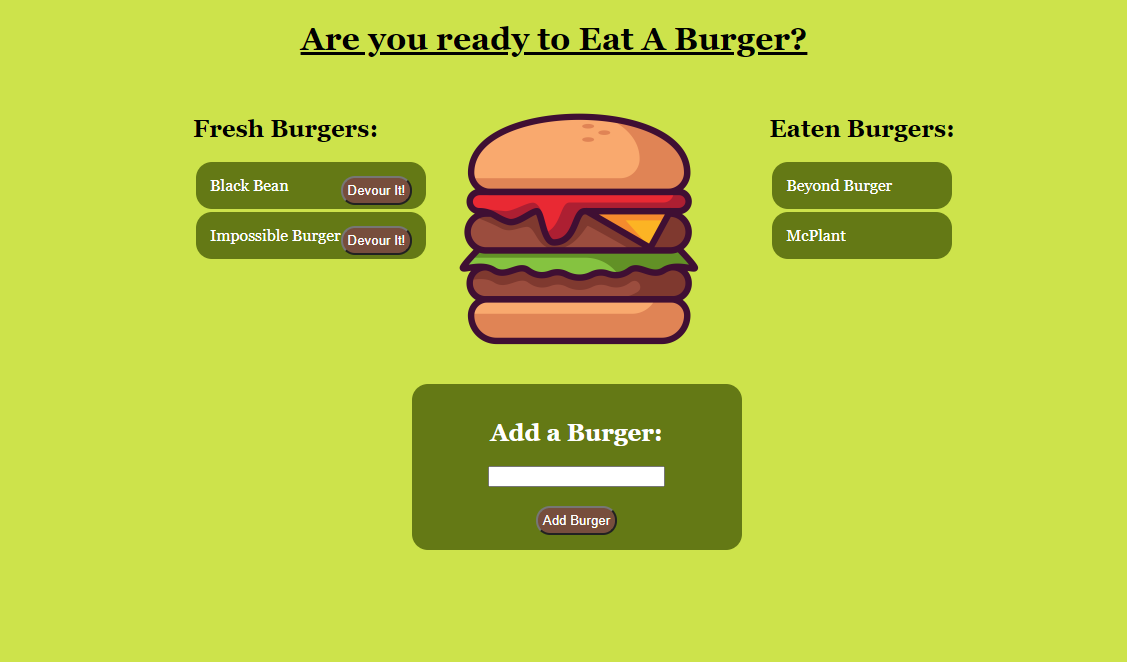 Are you ready to Eat A Burger?
Fresh Burgers:
Black Bean Devour It!
Impossible Burger Devour It!
Eaten Burgers:
Beyond Burger
McPlant
Add a Burger:
Add Burger